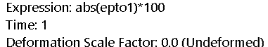 Expression: abs(epto1)*100
Time: 1
Deformation Scale Factor: 0.0 (Undeformed)